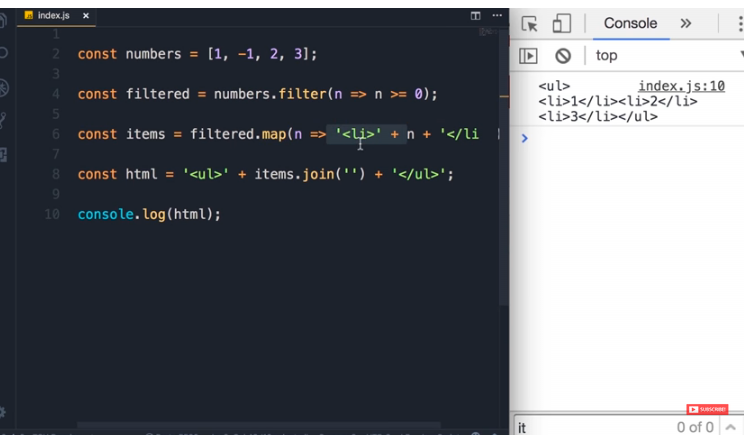 index.js ×
1
2 const numbers = [1, -1, 2, 3];
3
4 const filtered = numbers.filter(n => n >= 0);
5
6 const items = filtered.map(n => '<li>' + n + '</li
7
8 const html = '<ul>' + items.join('') + '</ul>';
9
10 console.log(html);
Console »
top
<ul> index.js:10
<li>1</li><li>2</li>
<li>3</li></ul>
>
SUBSCRIBE
it 0 of 0